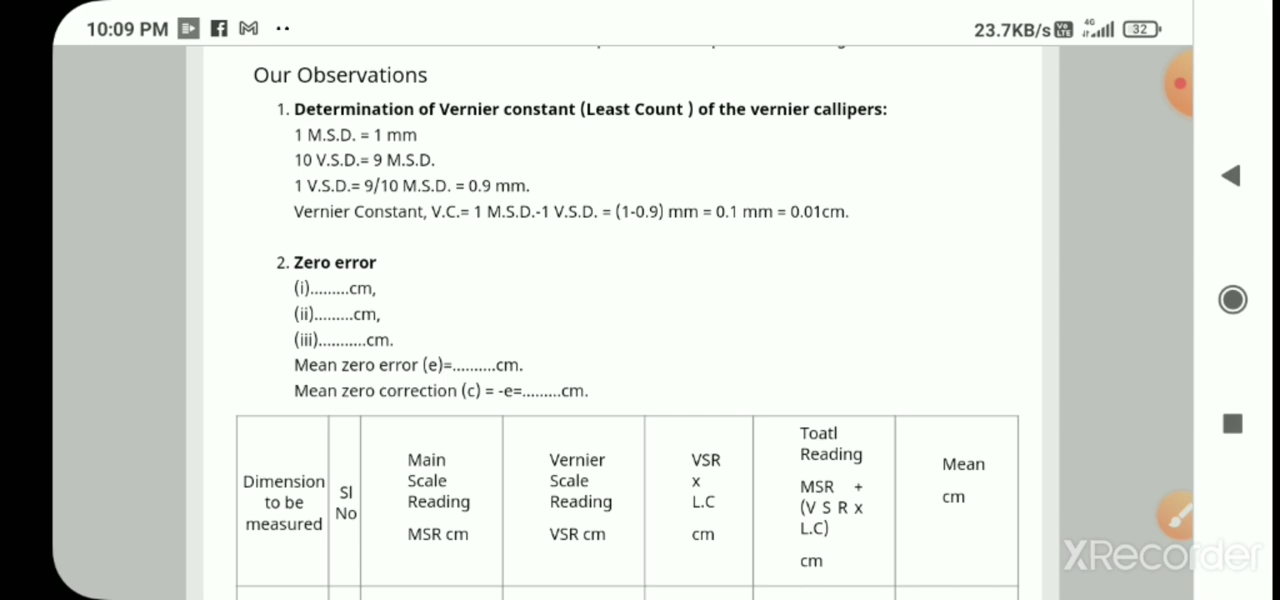 10:09 PM
23.7KB/s Vo LTE 4G 32
Our Observations
1. Determination of Vernier constant (Least Count ) of the vernier callipers:
1 M.S.D. = 1 mm
10 V.S.D.= 9 M.S.D.
1 V.S.D.= 9/10 M.S.D. = 0.9 mm.
Vernier Constant, V.C.= 1 M.S.D.-1 V.S.D. = (1-0.9) mm = 0.1 mm = 0.01cm.
2. Zero error
(i).........cm,
(ii).........cm,
(iii)...........cm.
Mean zero error (e)=..........cm.
Mean zero correction (c) = -e=.........cm.
Dimension
to be
measured
Sl
No
Main
Scale
Reading
MSR cm
Vernier
Scale
Reading
VSR cm
VSR
x
L.C
cm
Toatl
Reading
MSR +
(V S R x
L.C)
cm
Mean
cm
XRecorder